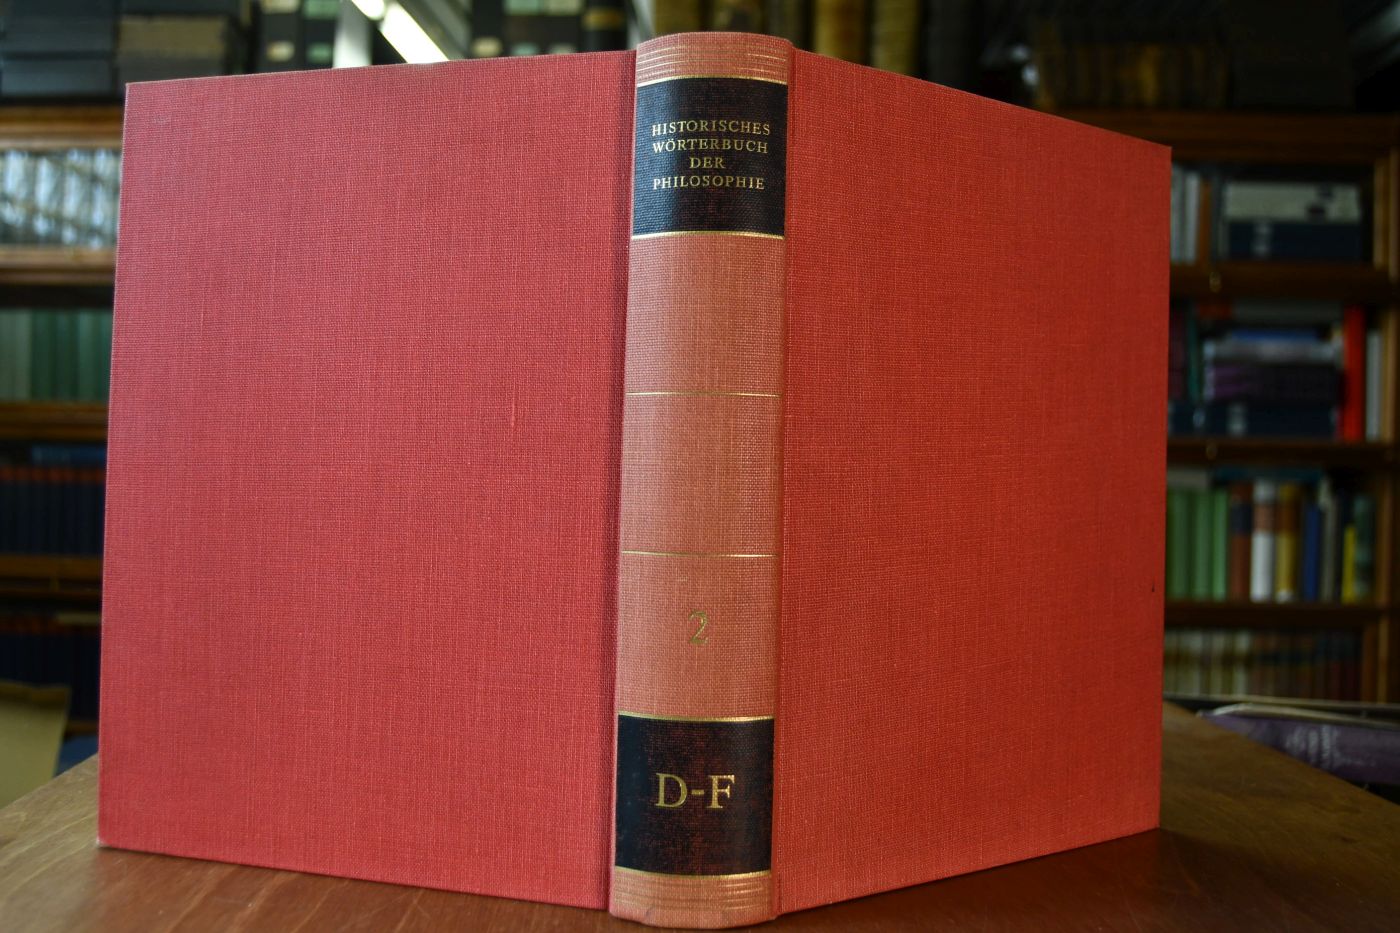 HISTORISCHES
WÖRTERBUCH
DER
PHILOSOPHIE
2
D-F